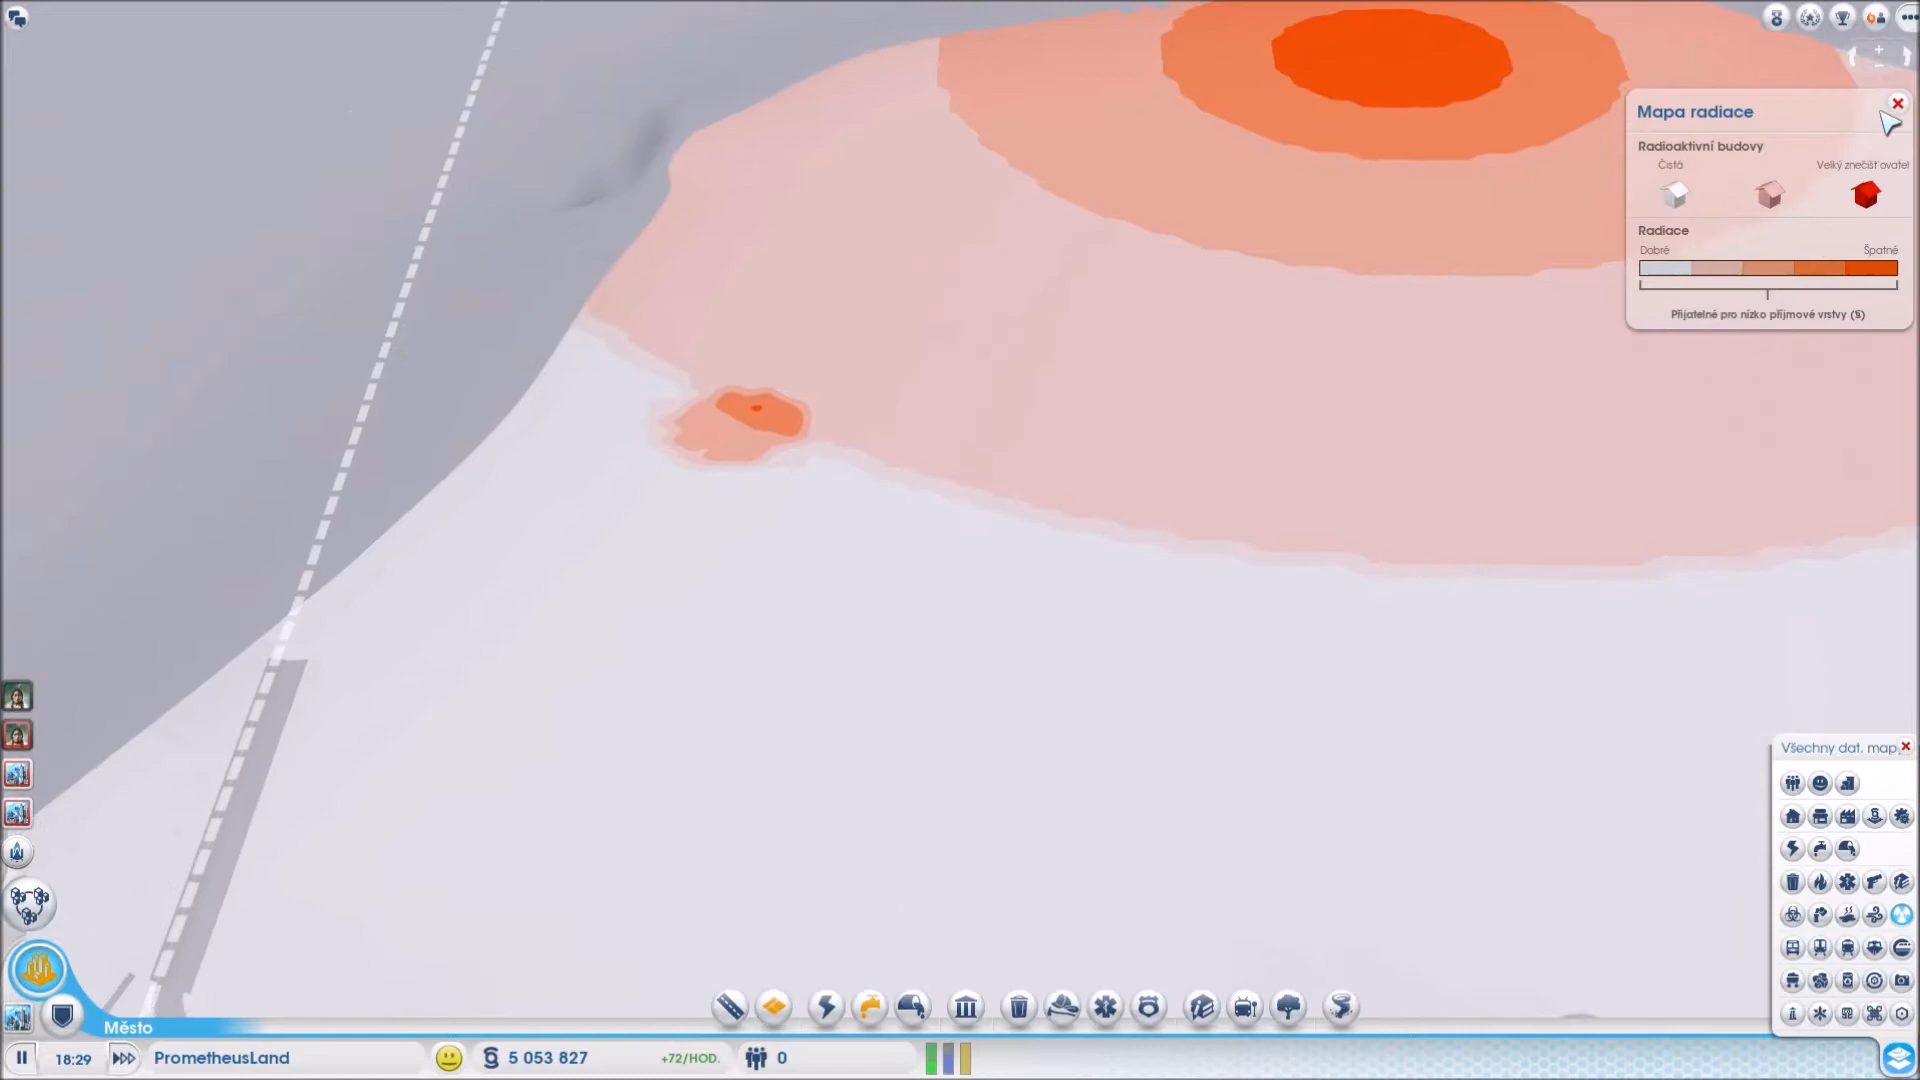 Mapa radiace
Radioaktivní budovy
Čistá
Velký znečišťovatel
Radiace
Dobré
Špatné
Přijatelné pro nízko příjmové vrstvy (§)
Všechny dat. map
Město
18:29
PrometheusLand
5 053 827
+72/HOD.
0